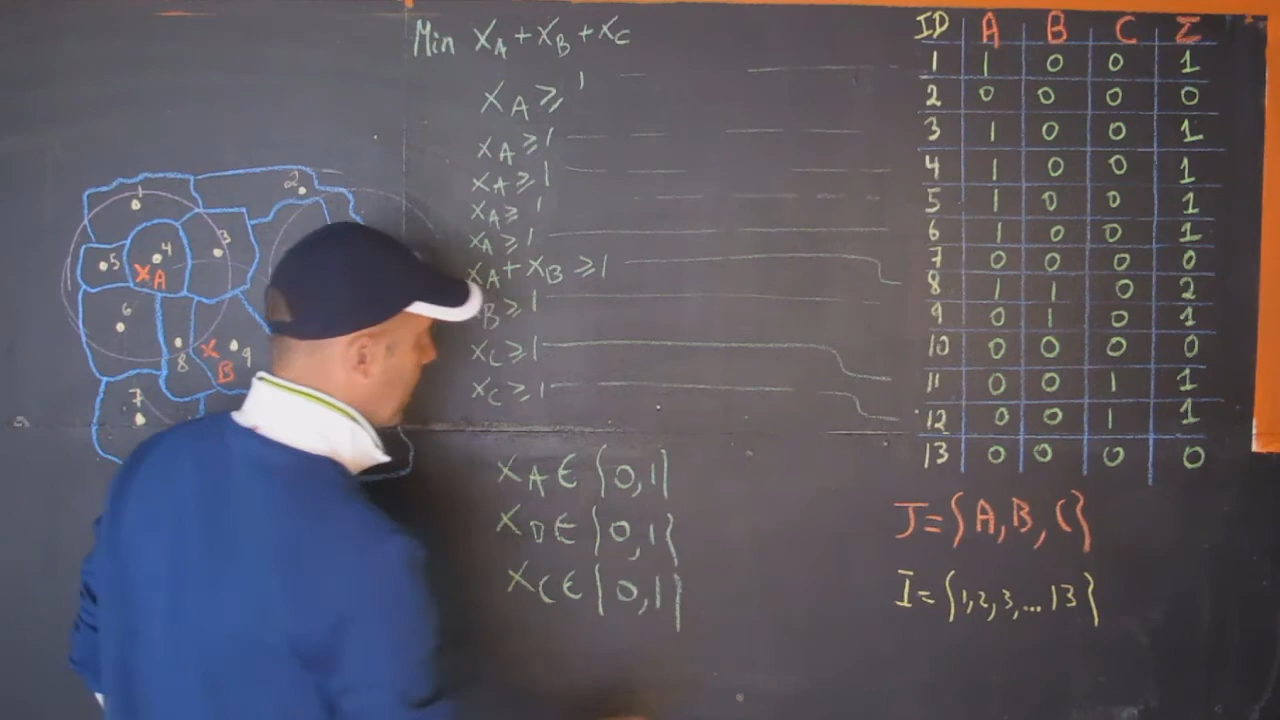 Min XA + XB + XC
XA ≥ 1
XA ≥ 1
XA ≥ 1
XA ≥ 1
XA ≥ 1
XA + XB ≥ 1
B ≥ 1
XC ≥ 1
XC ≥ 1
XA ∈ {0,1}
XB ∈ {0,1}
XC ∈ {0,1}
1
2
3
4
5
XA
6
8
X
B
9
7
ID A B C Σ
1 1 0 0 1
2 0 0 0 0
3 1 0 0 1
4 1 0 0 1
5 1 0 0 1
6 1 0 0 1
7 0 0 0 0
8 1 1 0 2
9 0 1 0 1
10 0 0 0 0
11 0 0 1 1
12 0 0 1 1
13 0 0 0 0
J = {A, B, C}
I = {1,2,3,...13}